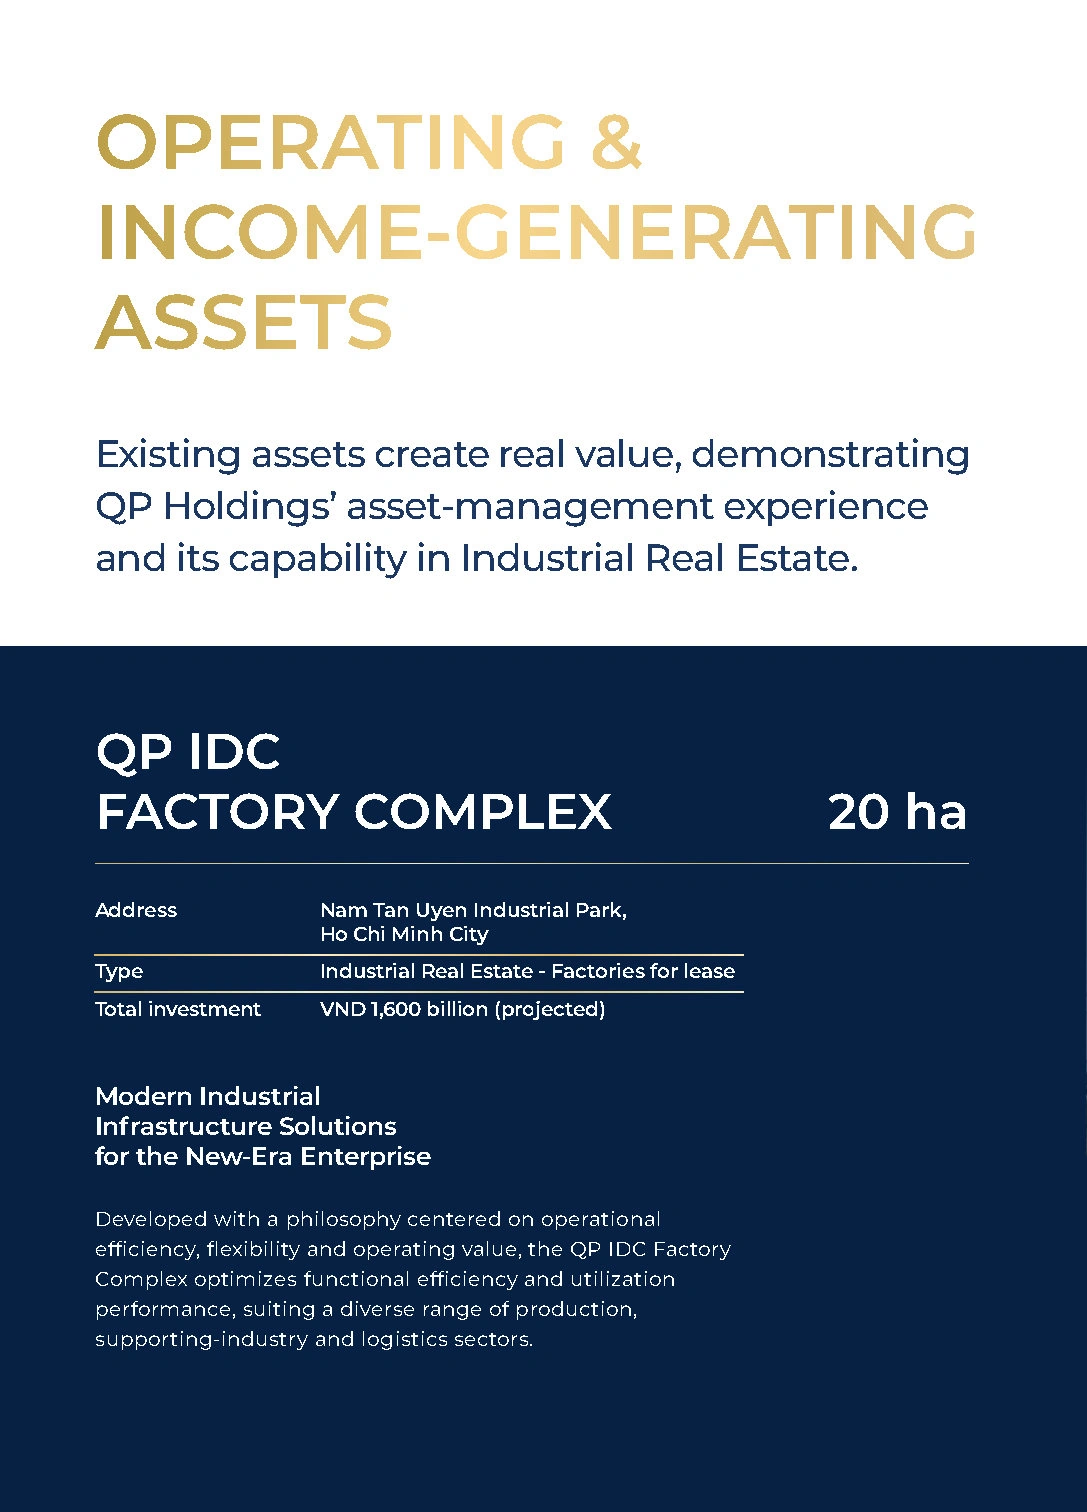 OPERATING &
INCOME-GENERATING
ASSETS
Existing assets create real value, demonstrating
QP Holdings’ asset-management experience
and its capability in Industrial Real Estate.
QP IDC
FACTORY COMPLEX 20 ha
Address Nam Tan Uyen Industrial Park,
Ho Chi Minh City
Type Industrial Real Estate - Factories for lease
Total investment VND 1,600 billion (projected)
Modern Industrial
Infrastructure Solutions
for the New-Era Enterprise
Developed with a philosophy centered on operational
efficiency, flexibility and operating value, the QP IDC Factory
Complex optimizes functional efficiency and utilization
performance, suiting a diverse range of production,
supporting-industry and logistics sectors.